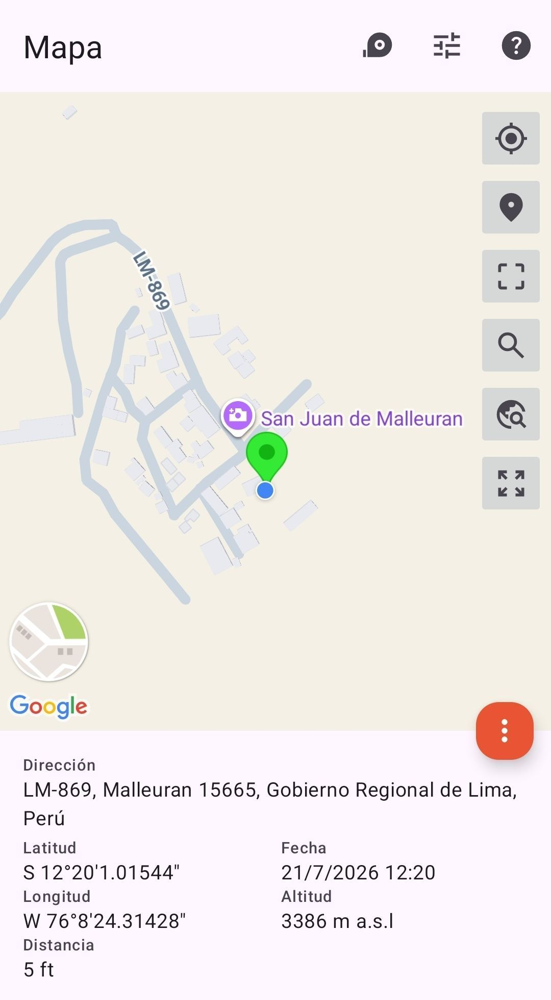 Mapa
LM-869
San Juan de Malleuran
Google
Dirección
LM-869, Malleuran 15665, Gobierno Regional de Lima,
Perú
Latitud
S 12°20'1.01544"
Fecha
21/7/2026 12:20
Longitud
W 76°8'24.31428"
Altitud
3386 m a.s.l
Distancia
5 ft